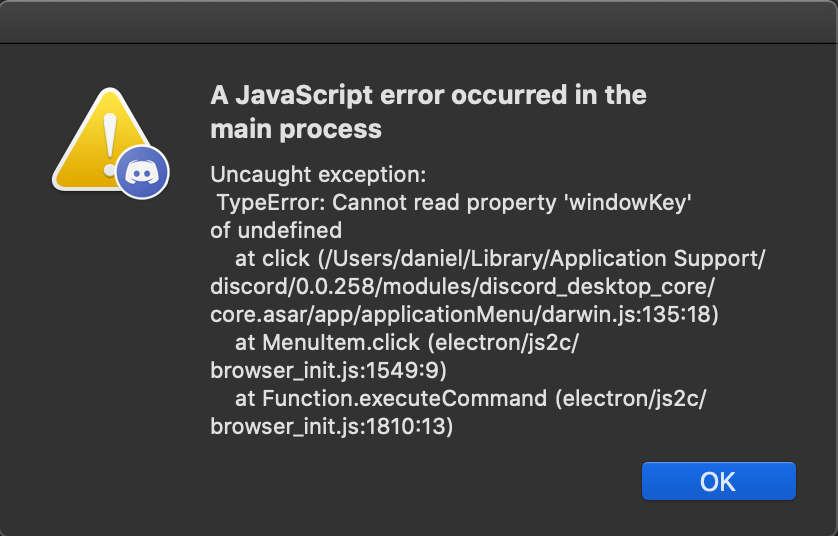 A JavaScript error occurred in the
main process
Uncaught exception:
TypeError: Cannot read property 'windowKey'
of undefined
at click (/Users/daniel/Library/Application Support/
discord/0.0.258/modules/discord_desktop_core/
core.asar/app/applicationMenu/darwin.js:135:18)
at MenuItem.click (electron/js2c/
browser_init.js:1549:9)
at Function.executeCommand (electron/js2c/
browser_init.js:1810:13)
OK